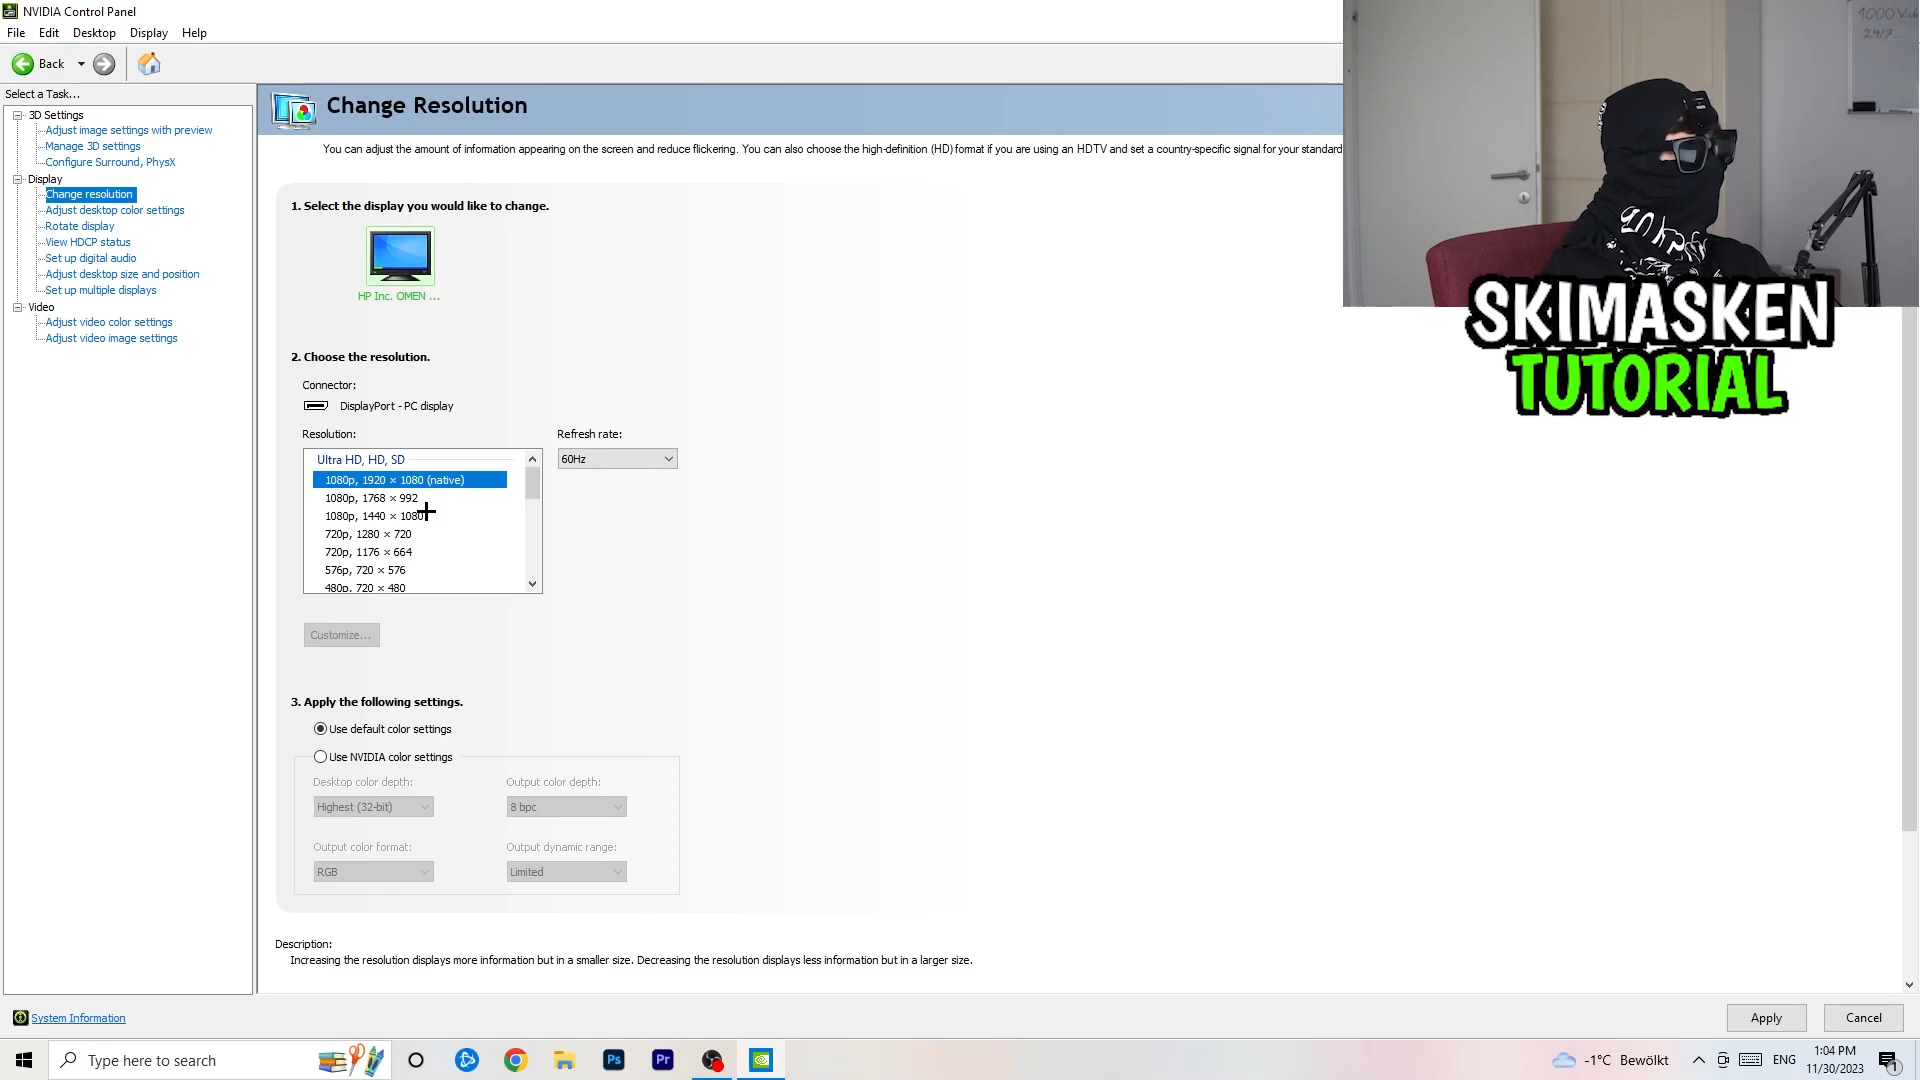 NVIDIA Control Panel
File Edit Desktop Display Help
Back
Select a Task...
3D Settings
Adjust image settings with preview
Manage 3D settings
Configure Surround, PhysX
Display
Change resolution
Adjust desktop color settings
Rotate display
View HDCP status
Set up digital audio
Adjust desktop size and position
Set up multiple displays
Video
Adjust video color settings
Adjust video image settings
System Information
Change Resolution
You can adjust the amount of information appearing on the screen and reduce flickering. You can also choose the high-definition (HD) format if you are using an HDTV and set a country-specific signal for your standard
1. Select the display you would like to change.
HP Inc. OMEN ...
2. Choose the resolution.
Connector:
DisplayPort - PC display
Resolution:
Refresh rate:
Ultra HD, HD, SD
60Hz
1080p, 1920 × 1080 (native)
1080p, 1768 × 992
1080p, 1440 × 1080
720p, 1280 × 720
720p, 1176 × 664
576p, 720 × 576
480p, 720 × 480
Customize...
3. Apply the following settings.
Use default color settings
Use NVIDIA color settings
Desktop color depth:
Output color depth:
Highest (32-bit)
8 bpc
Output color format:
Output dynamic range:
RGB
Limited
Description:
Increasing the resolution displays more information but in a smaller size. Decreasing the resolution displays less information but in a larger size.
Apply
Cancel
24/7
SKIMASKEN
TUTORIAL
Type here to search
Ps
Pr
-1°C Bewölkt
ENG
1:04 PM
11/30/2023
1